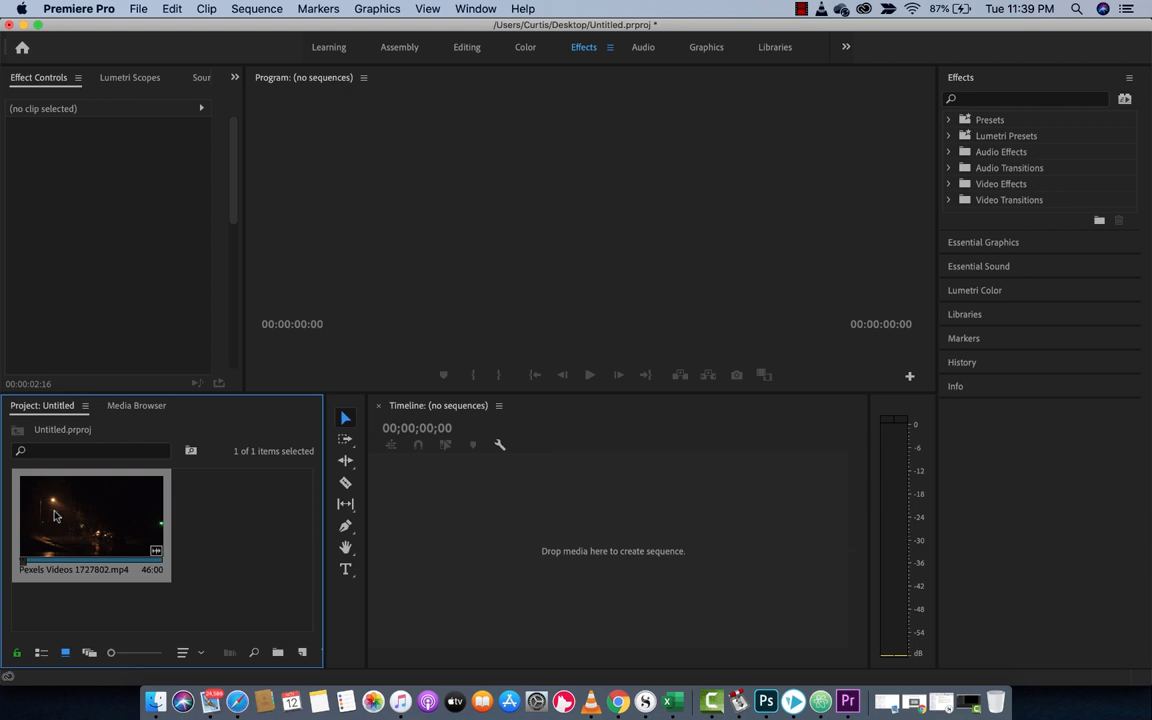 Premiere Pro File Edit Clip Sequence Markers Graphics View Window Help 87% Tue 11:39 PM
/Users/Curtis/Desktop/Untitled.prproj *
Learning Assembly Editing Color Effects Audio Graphics Libraries
Effect Controls Lumetri Scopes Sour
Program: (no sequences)
Effects
(no clip selected)
Presets
Lumetri Presets
Audio Effects
Audio Transitions
Video Effects
Video Transitions
Essential Graphics
Essential Sound
Lumetri Color
Libraries
Markers
History
Info
00:00:00:00 00:00:00:00
00:00:02:16
Project: Untitled Media Browser
Untitled.prproj
1 of 1 items selected
Pexels Videos 1727802.mp4 46:00
Timeline: (no sequences)
00;00;00;00
Drop media here to create sequence.
0
-6
-12
-18
-24
-30
-36
-42
-48
-54
dB